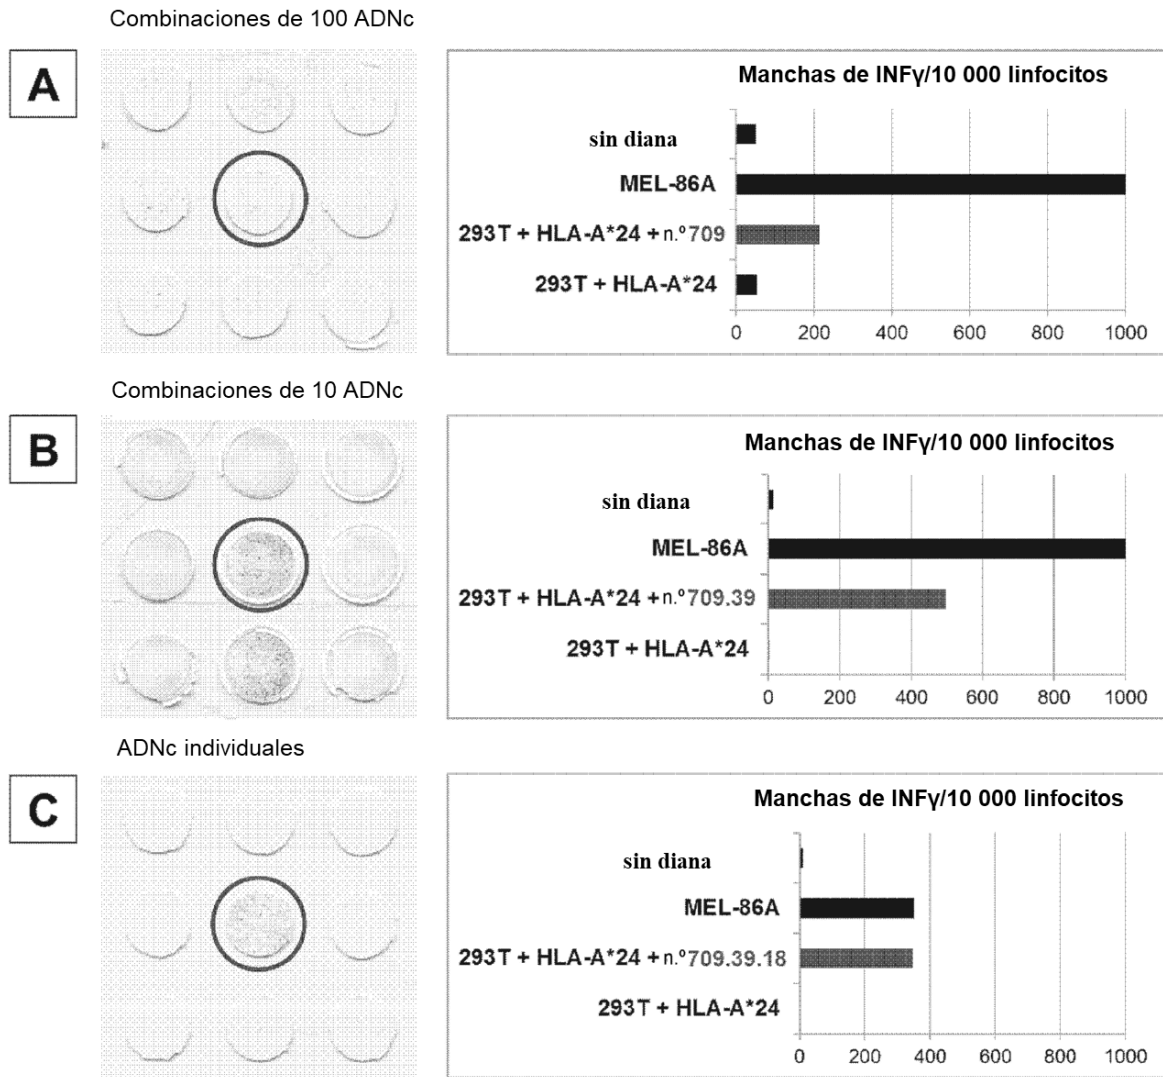 Combinaciones de 100 ADNc
A
Manchas de INFγ/10 000 linfocitos
sin diana
MEL-86A
293T + HLA-A*24 + n.º 709
293T + HLA-A*24
0 200 400 600 800 1000
Combinaciones de 10 ADNc
B
Manchas de INFγ/10 000 linfocitos
sin diana
MEL-86A
293T + HLA-A*24 + n.º 709.39
293T + HLA-A*24
0 200 400 600 800 1000
ADNc individuales
C
Manchas de INFγ/10 000 linfocitos
sin diana
MEL-86A
293T + HLA-A*24 + n.º 709.39.18
293T + HLA-A*24
0 200 400 600 800 1000